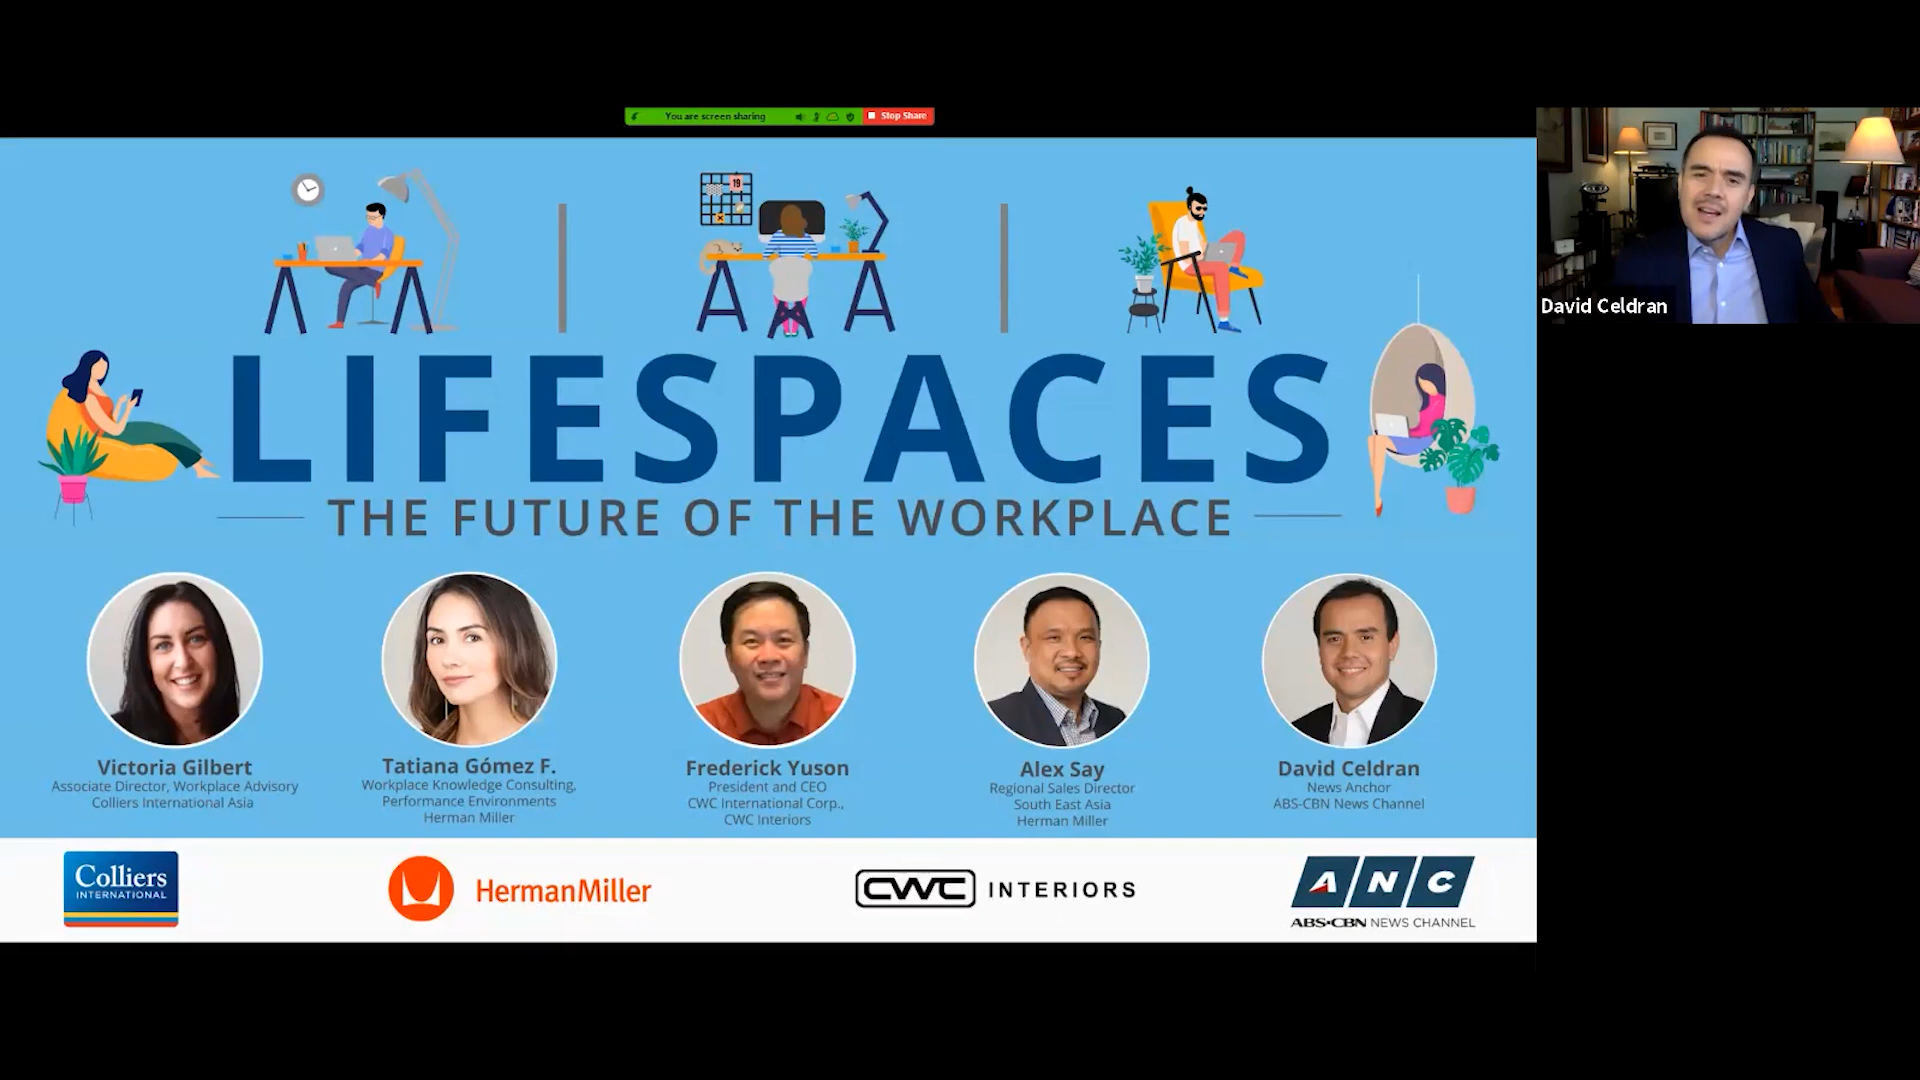 You are screen sharing
Stop Share
David Celdran
19
LIFESPACES
THE FUTURE OF THE WORKPLACE
Victoria Gilbert
Associate Director, Workplace Advisory
Colliers International Asia
Tatiana Gómez F.
Workplace Knowledge Consulting,
Performance Environments
Herman Miller
Frederick Yuson
President and CEO
CWC International Corp.,
CWC Interiors
Alex Say
Regional Sales Director
South East Asia
Herman Miller
David Celdran
News Anchor
ABS-CBN News Channel
Colliers
INTERNATIONAL
HermanMiller
CWC INTERIORS
ANC
ABS-CBN NEWS CHANNEL